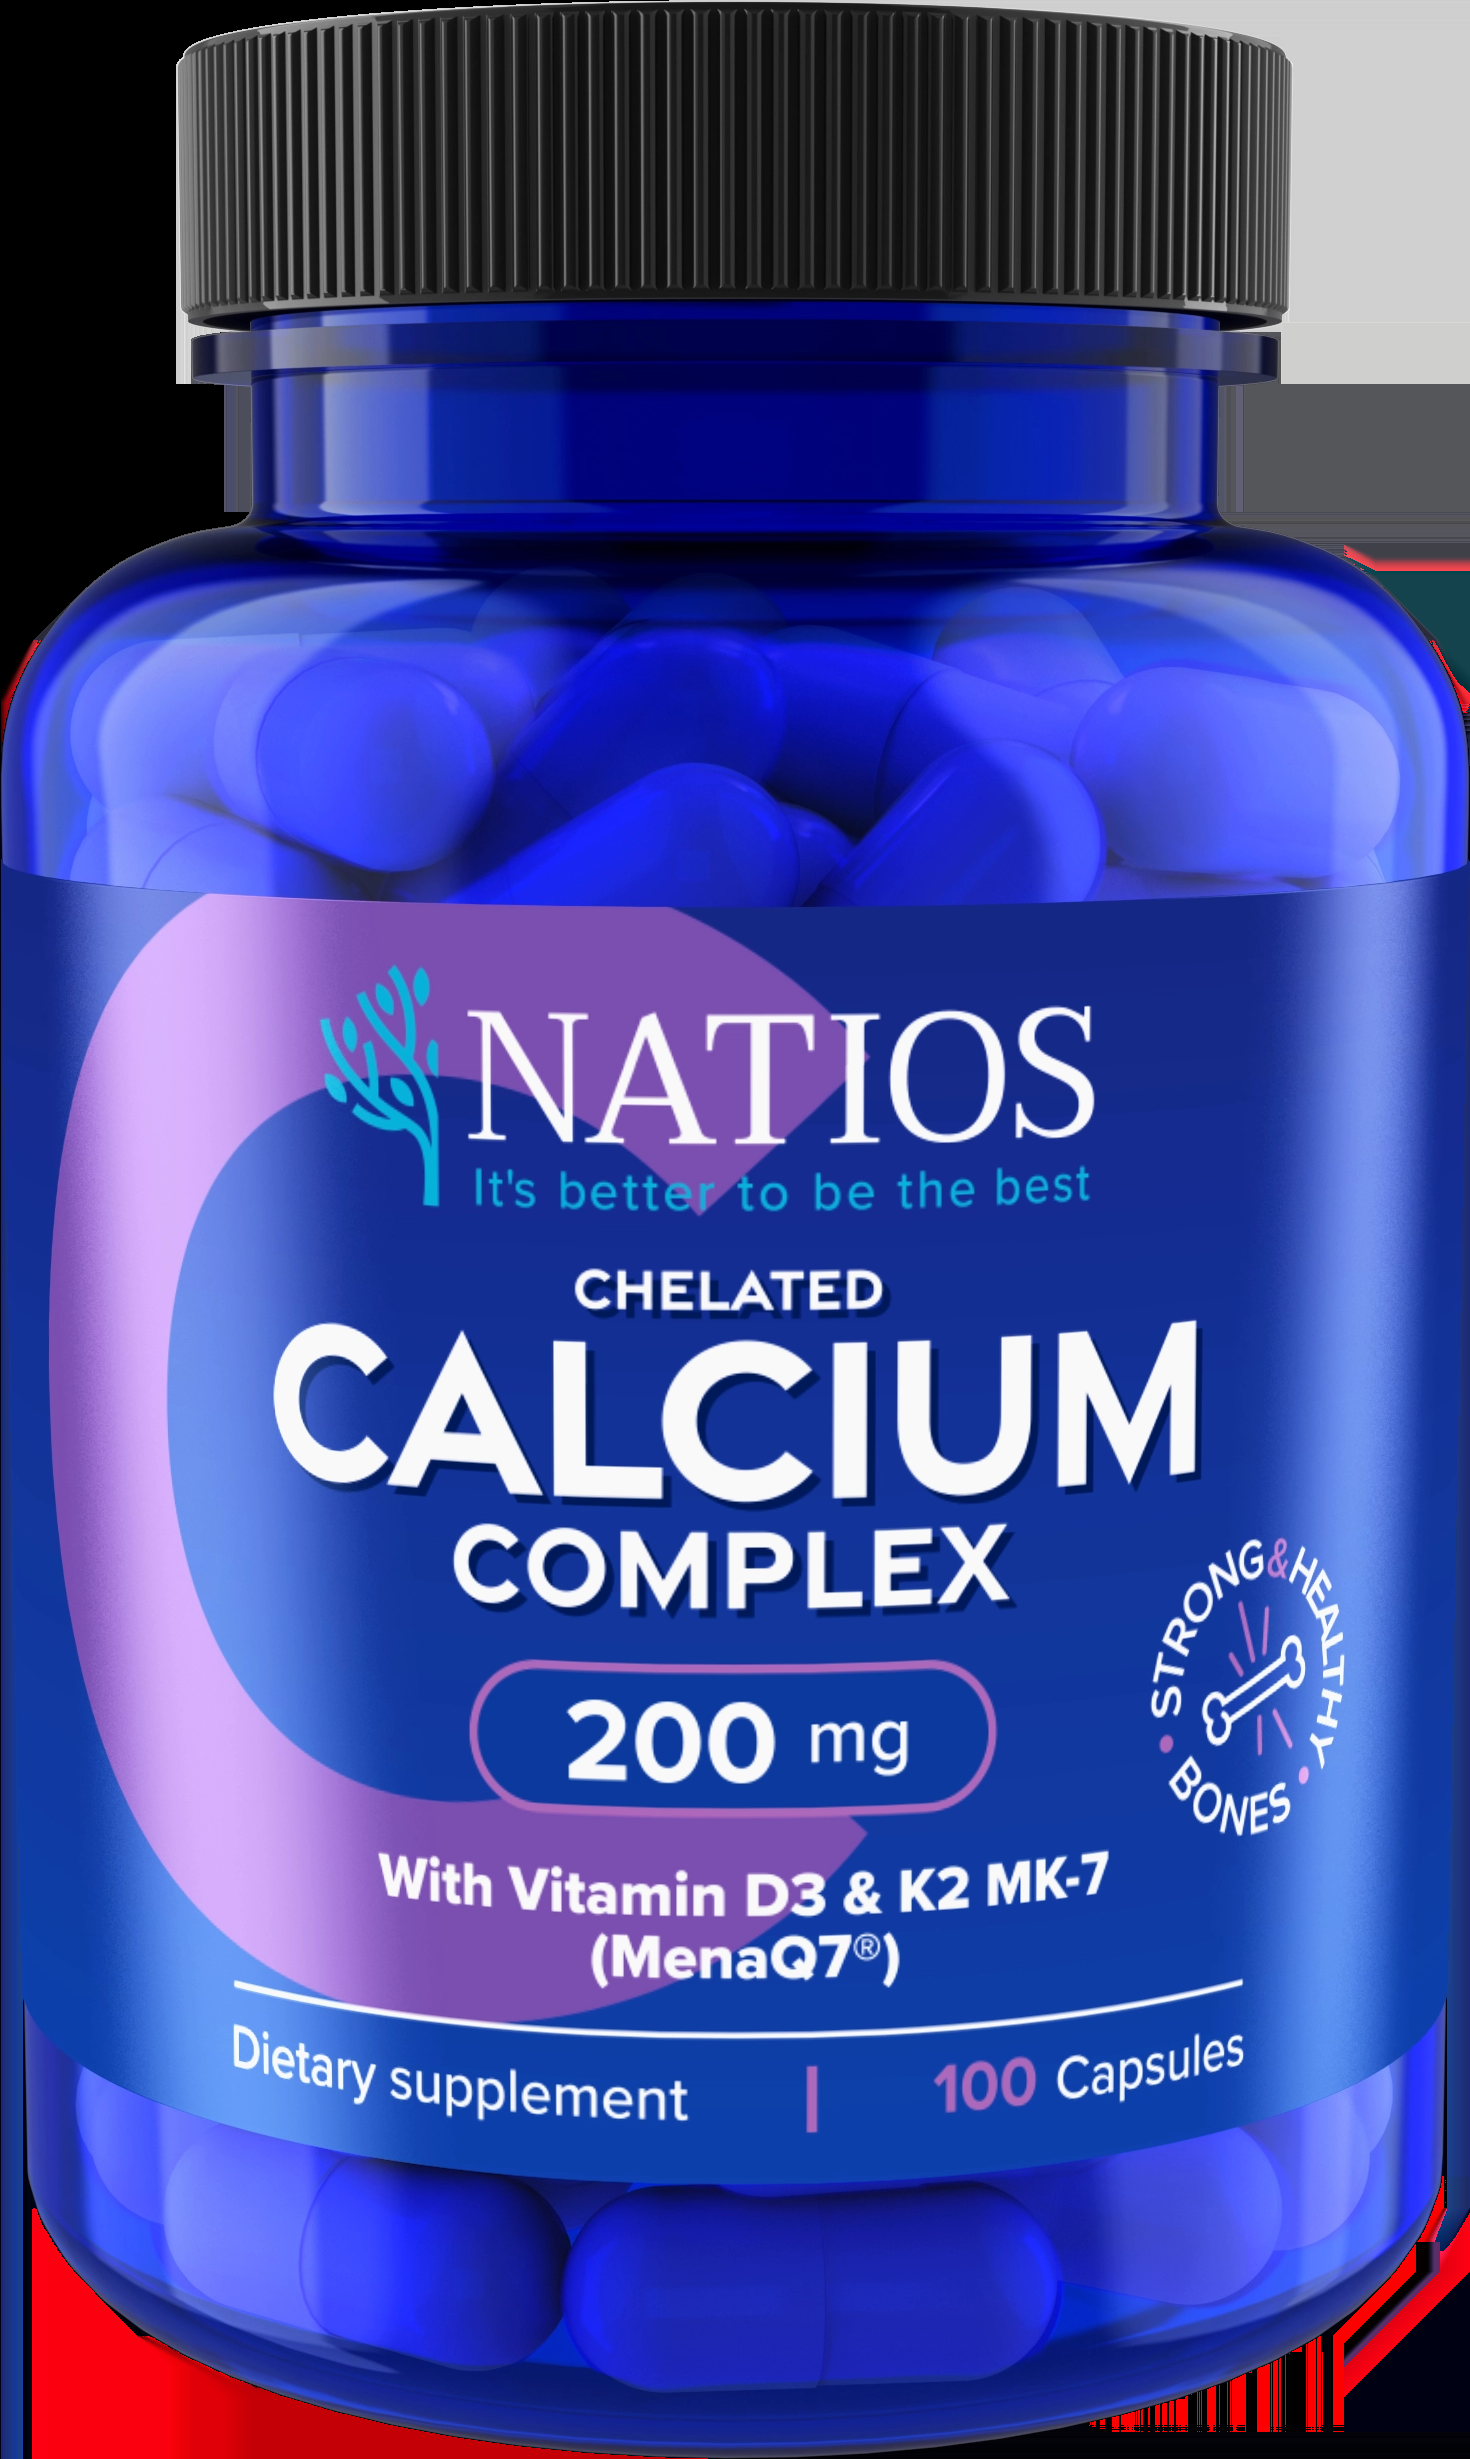 NATIOS
It's better to be the best
CHELATED
CALCIUM
COMPLEX
200 mg
STRONG & HEALTHY
• BONES •
With Vitamin D3 & K2 MK-7
(MenaQ7®)
Dietary supplement | 100 Capsules